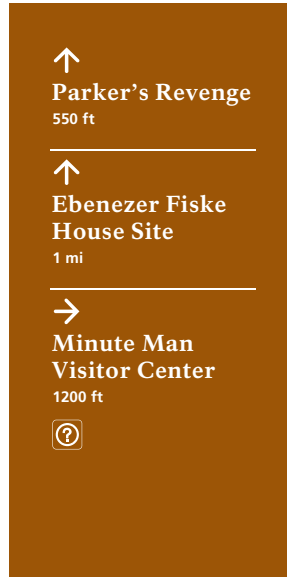 Parker’s Revenge
550 ft
Ebenezer Fiske
House Site
1 mi
Minute Man
Visitor Center
1200 ft
?